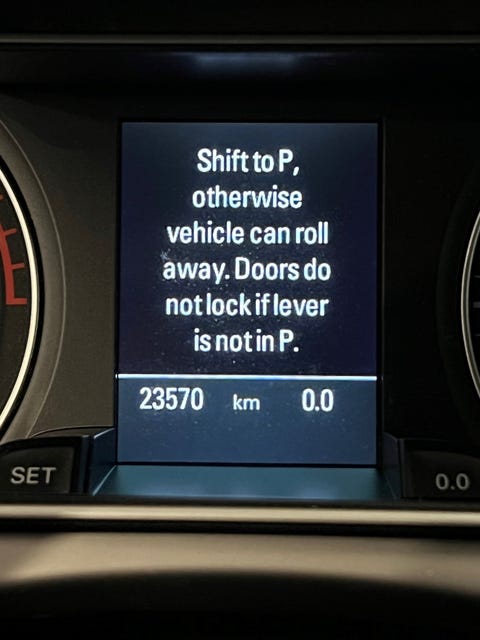 Shift to P,
otherwise
vehicle can roll
away. Doors do
not lock if lever
is not in P.
23570 km 0.0
SET
0.0